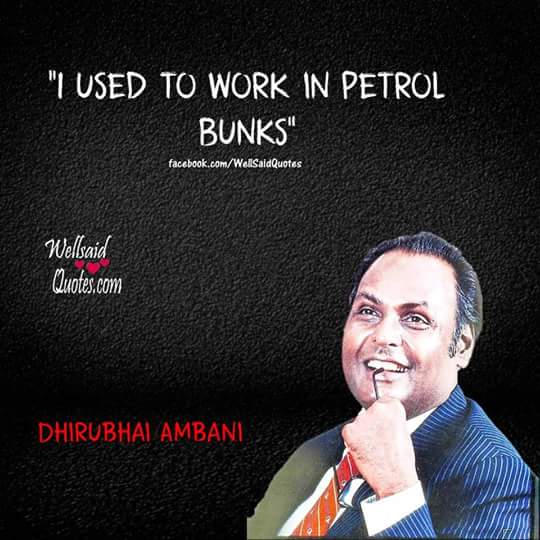 "I USED TO WORK IN PETROL
BUNKS"
facebook.com/WellSaidQuotes
Wellsaid
Quotes.com
DHIRUBHAI AMBANI